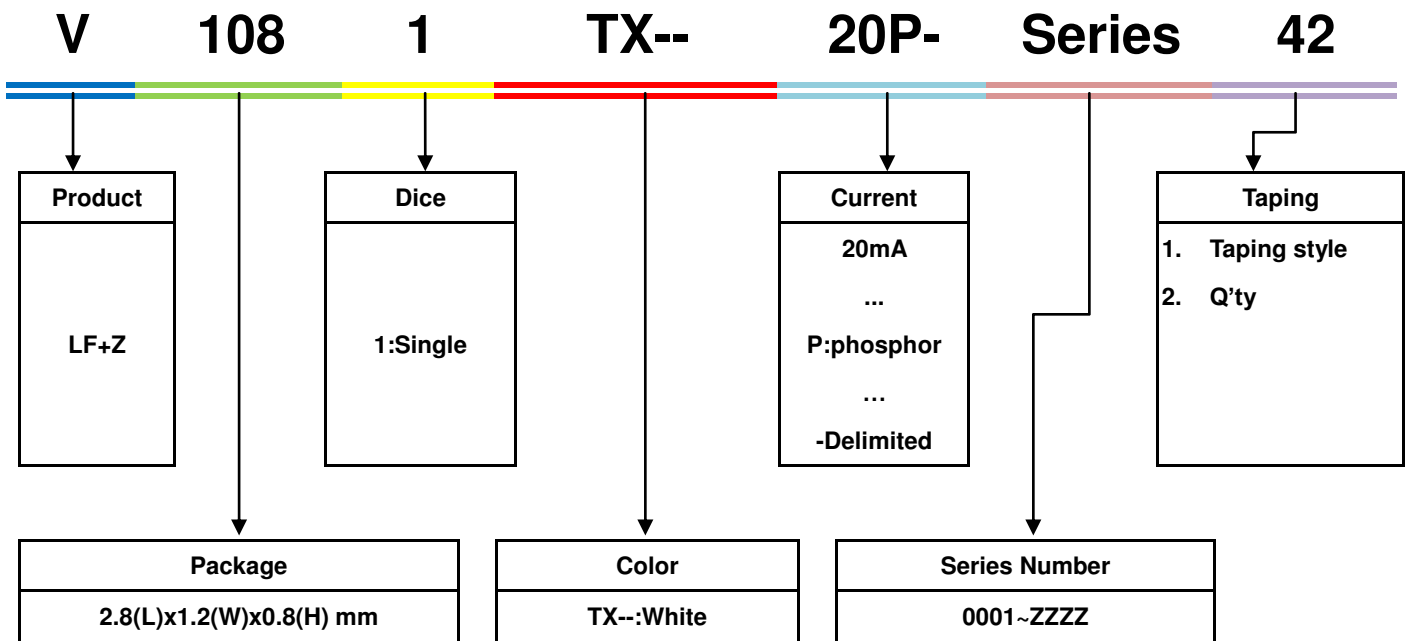 V 108 1 TX-- 20P- Series 42
Product
LF+Z
Dice
1:Single
Current
20mA
...
P:phosphor
…
-Delimited
Taping
1. Taping style
2. Q’ty
Package
2.8(L)x1.2(W)x0.8(H) mm
Color
TX--:White
Series Number
0001~ZZZZ